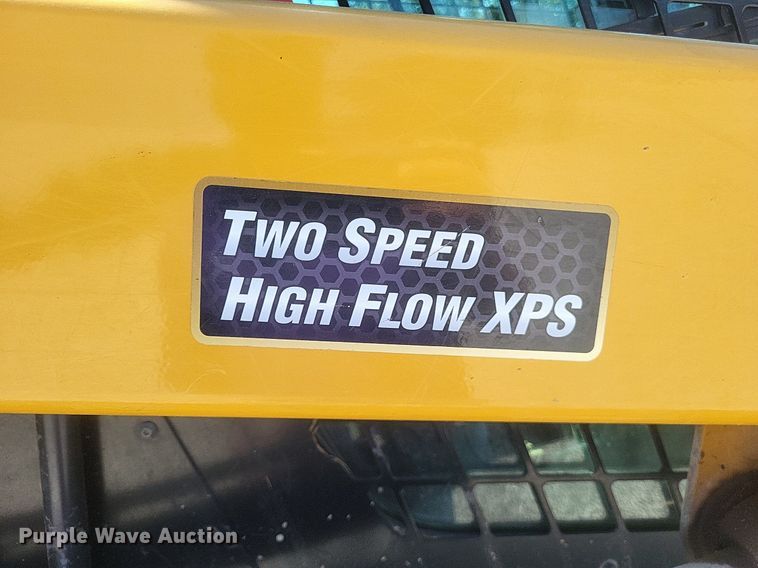 TWO SPEED
HIGH FLOW XPS
Purple Wave Auction